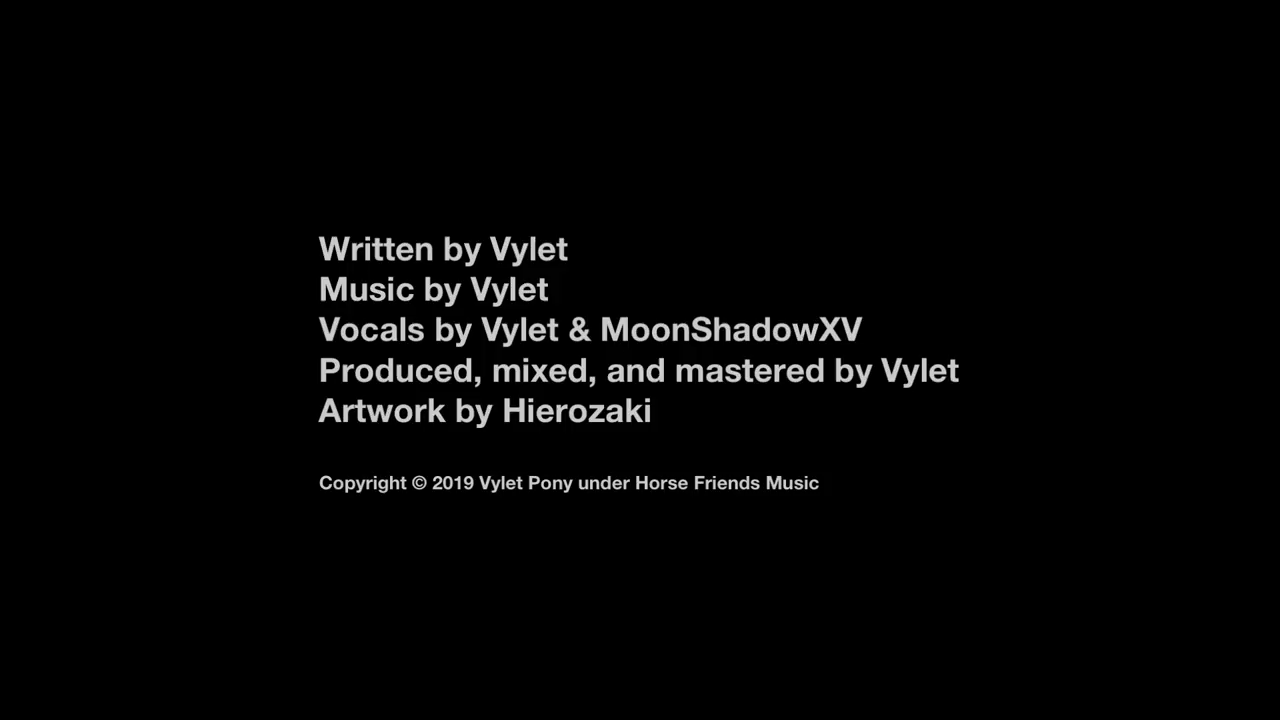 Written by Vylet
Music by Vylet
Vocals by Vylet & MoonShadowXV
Produced, mixed, and mastered by Vylet
Artwork by Hierozaki
Copyright © 2019 Vylet Pony under Horse Friends Music